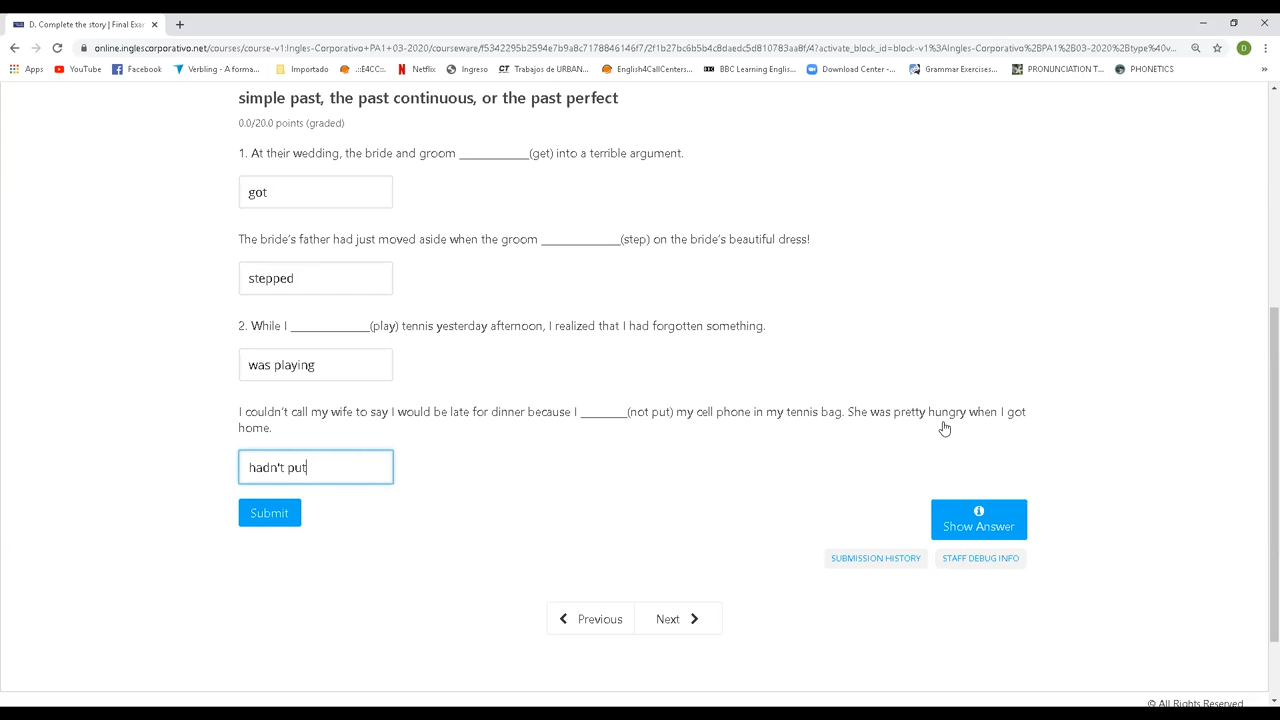 D. Complete the story | Final Exa
online.inglescorporativo.net/courses/course-v1:Ingles-Corporativo+PA1+03-2020/courseware/f5342295b2594e7b9a8c7178846146f7/2f1b27bc6b5b4c8daedc5d810783aa8f/4?activate_block_id=block-v1%3AIngles-Corporativo%2BPA1%2B03-2020%2Btype%40v...
D
Apps YouTube Facebook Verbling - A forma... Importado .::E4CC::. Netflix Ingreso CT Trabajos de URBAN... English4CallCenters... BBC Learning Englis... Download Center -... Grammar Exercises... PRONUNCIATION T... PHONETICS
simple past, the past continuous, or the past perfect
0.0/20.0 points (graded)
1. At their wedding, the bride and groom ____________(get) into a terrible argument.
got
The bride's father had just moved aside when the groom ______________(step) on the bride's beautiful dress!
stepped
2. While I ______________(play) tennis yesterday afternoon, I realized that I had forgotten something.
was playing
I couldn't call my wife to say I would be late for dinner because I ________(not put) my cell phone in my tennis bag. She was pretty hungry when I got
home.
hadn't put
Submit
Show Answer
SUBMISSION HISTORY STAFF DEBUG INFO
Previous Next
© All Rights Reserved